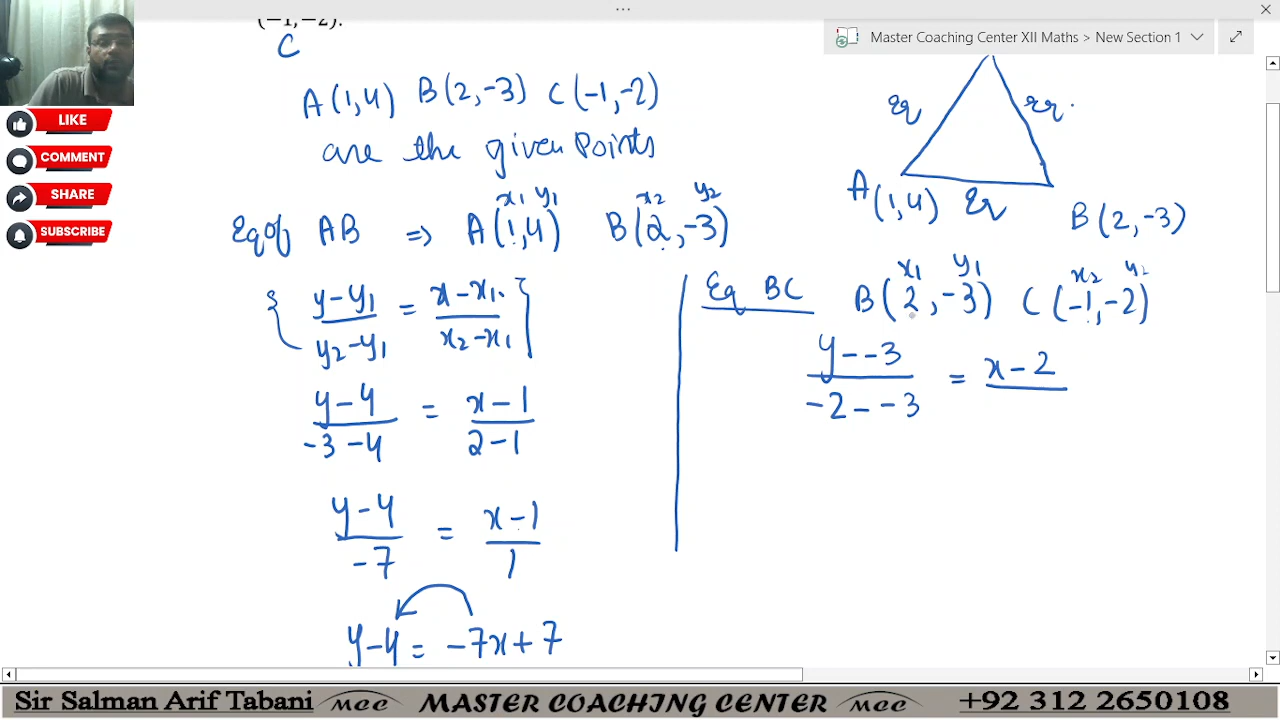 ...
(−1,−2).
Master Coaching Center XII Maths > New Section 1
C
A(1,4) B(2,-3) C(-1,-2)
are the given Points
Eq
A(1,4)
Eq
B(2,-3)
LIKE
COMMENT
SHARE
SUBSCRIBE
x1 y1 x2 y2
Eq of AB ⇒ A(1,4) B(2,-3)
{ y-y1 / y2-y1 = x-x1 / x2-x1 ]
y-4 / -3-4 = x-1 / 2-1
y-4 / -7 = x-1 / 1
y-4 = -7x+7
x1 y1 x2 y2
Eq BC B(2,-3) C(-1,-2)
y--3 / -2--3 = x-2
Sir Salman Arif Tabani mcc MASTER COACHING CENTER mcc +92 312 2650108